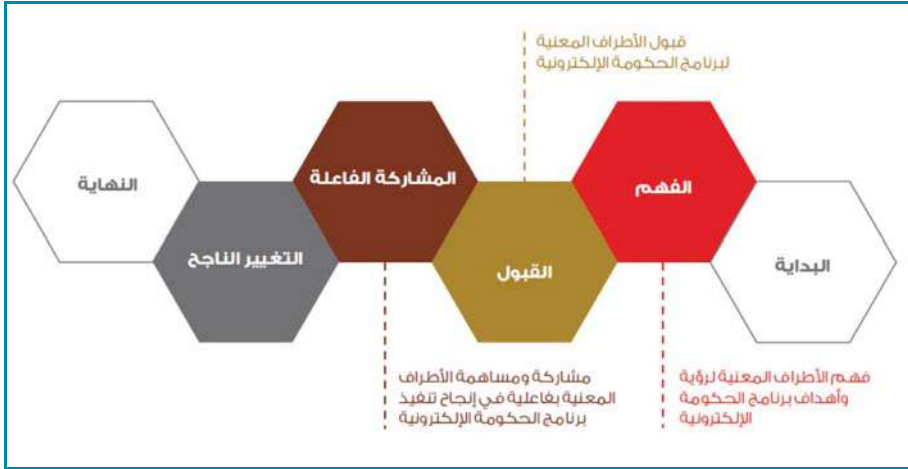 قبول الأطراف المعنية
لبرنامج الحكومة الإلكترونية
البداية
الفهم
القبول
المشاركة الفاعلة
التغيير الناجح
النهاية
فهم الأطراف المعنية لرؤية
وأهداف برنامج الحكومة
الإلكترونية
مشاركة ومساهمة الأطراف
المعنية بفاعلية في إنجاح تنفيذ
برنامج الحكومة الإلكترونية